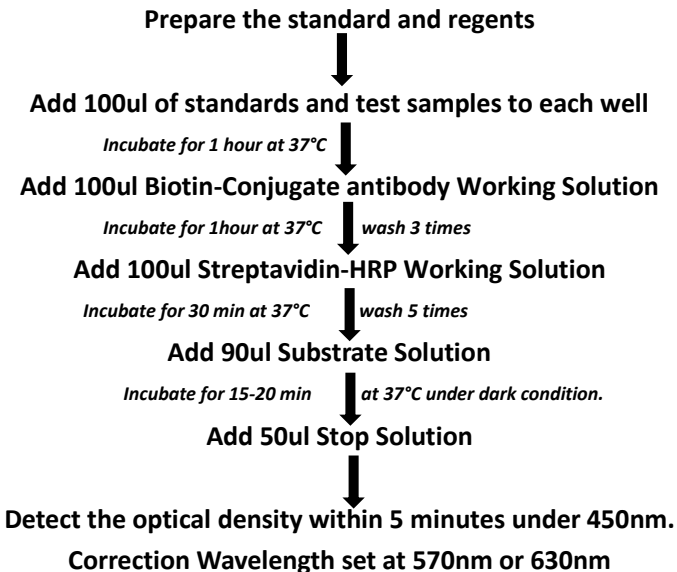 Prepare the standard and regents
Add 100ul of standards and test samples to each well
Incubate for 1 hour at 37°C
Add 100ul Biotin-Conjugate antibody Working Solution
Incubate for 1hour at 37°C wash 3 times
Add 100ul Streptavidin-HRP Working Solution
Incubate for 30 min at 37°C wash 5 times
Add 90ul Substrate Solution
Incubate for 15-20 min at 37°C under dark condition.
Add 50ul Stop Solution
Detect the optical density within 5 minutes under 450nm.
Correction Wavelength set at 570nm or 630nm